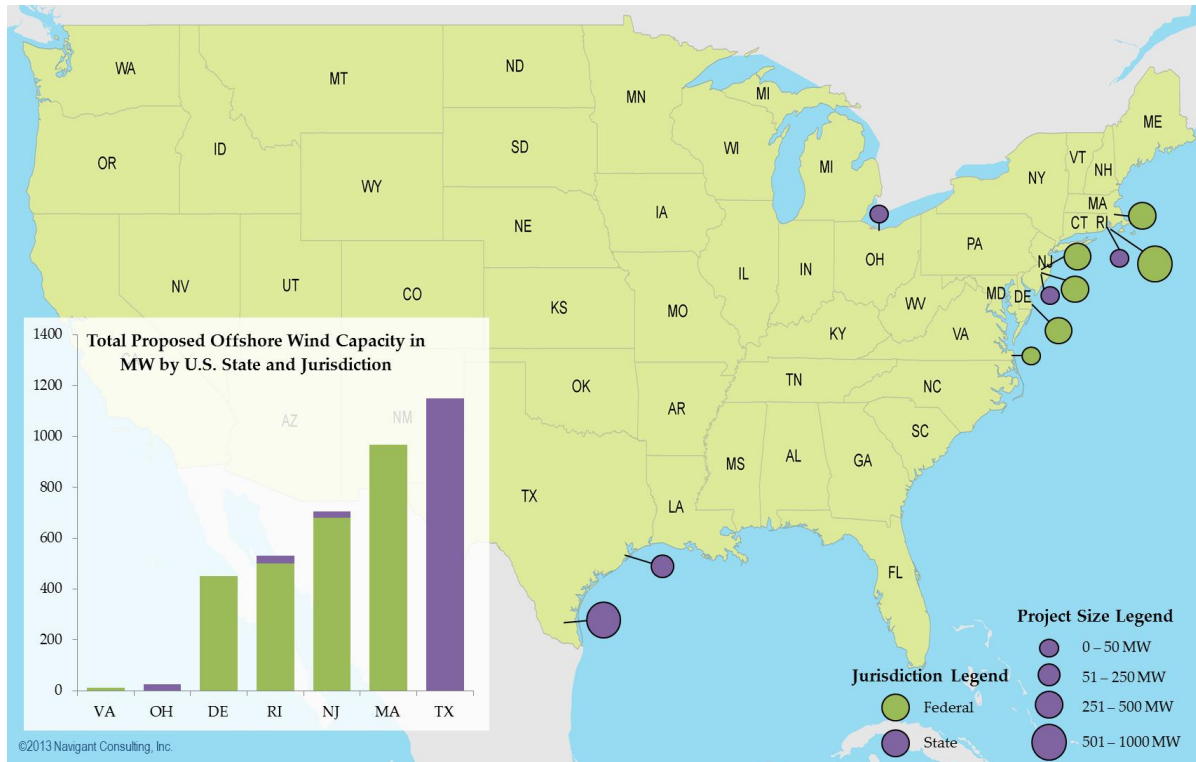 WA
MT
ND
MN
MI
ME
OR
ID
SD
WI
MI
VT
NH
NY
WY
MA
IA
CT
RI
NE
PA
OH
NJ
NV
UT
CO
IL
IN
MD
DE
KS
MO
WV
VA
KY
CA
OK
TN
NC
AZ
NM
AR
SC
MS
AL
GA
TX
LA
FL
Total Proposed Offshore Wind Capacity in
MW by U.S. State and Jurisdiction
1400
1200
1000
800
600
400
200
0
VA
OH
DE
RI
NJ
MA
TX
Jurisdiction Legend
Federal
State
Project Size Legend
0 – 50 MW
51 – 250 MW
251 – 500 MW
501 – 1000 MW
©2013 Navigant Consulting, Inc.